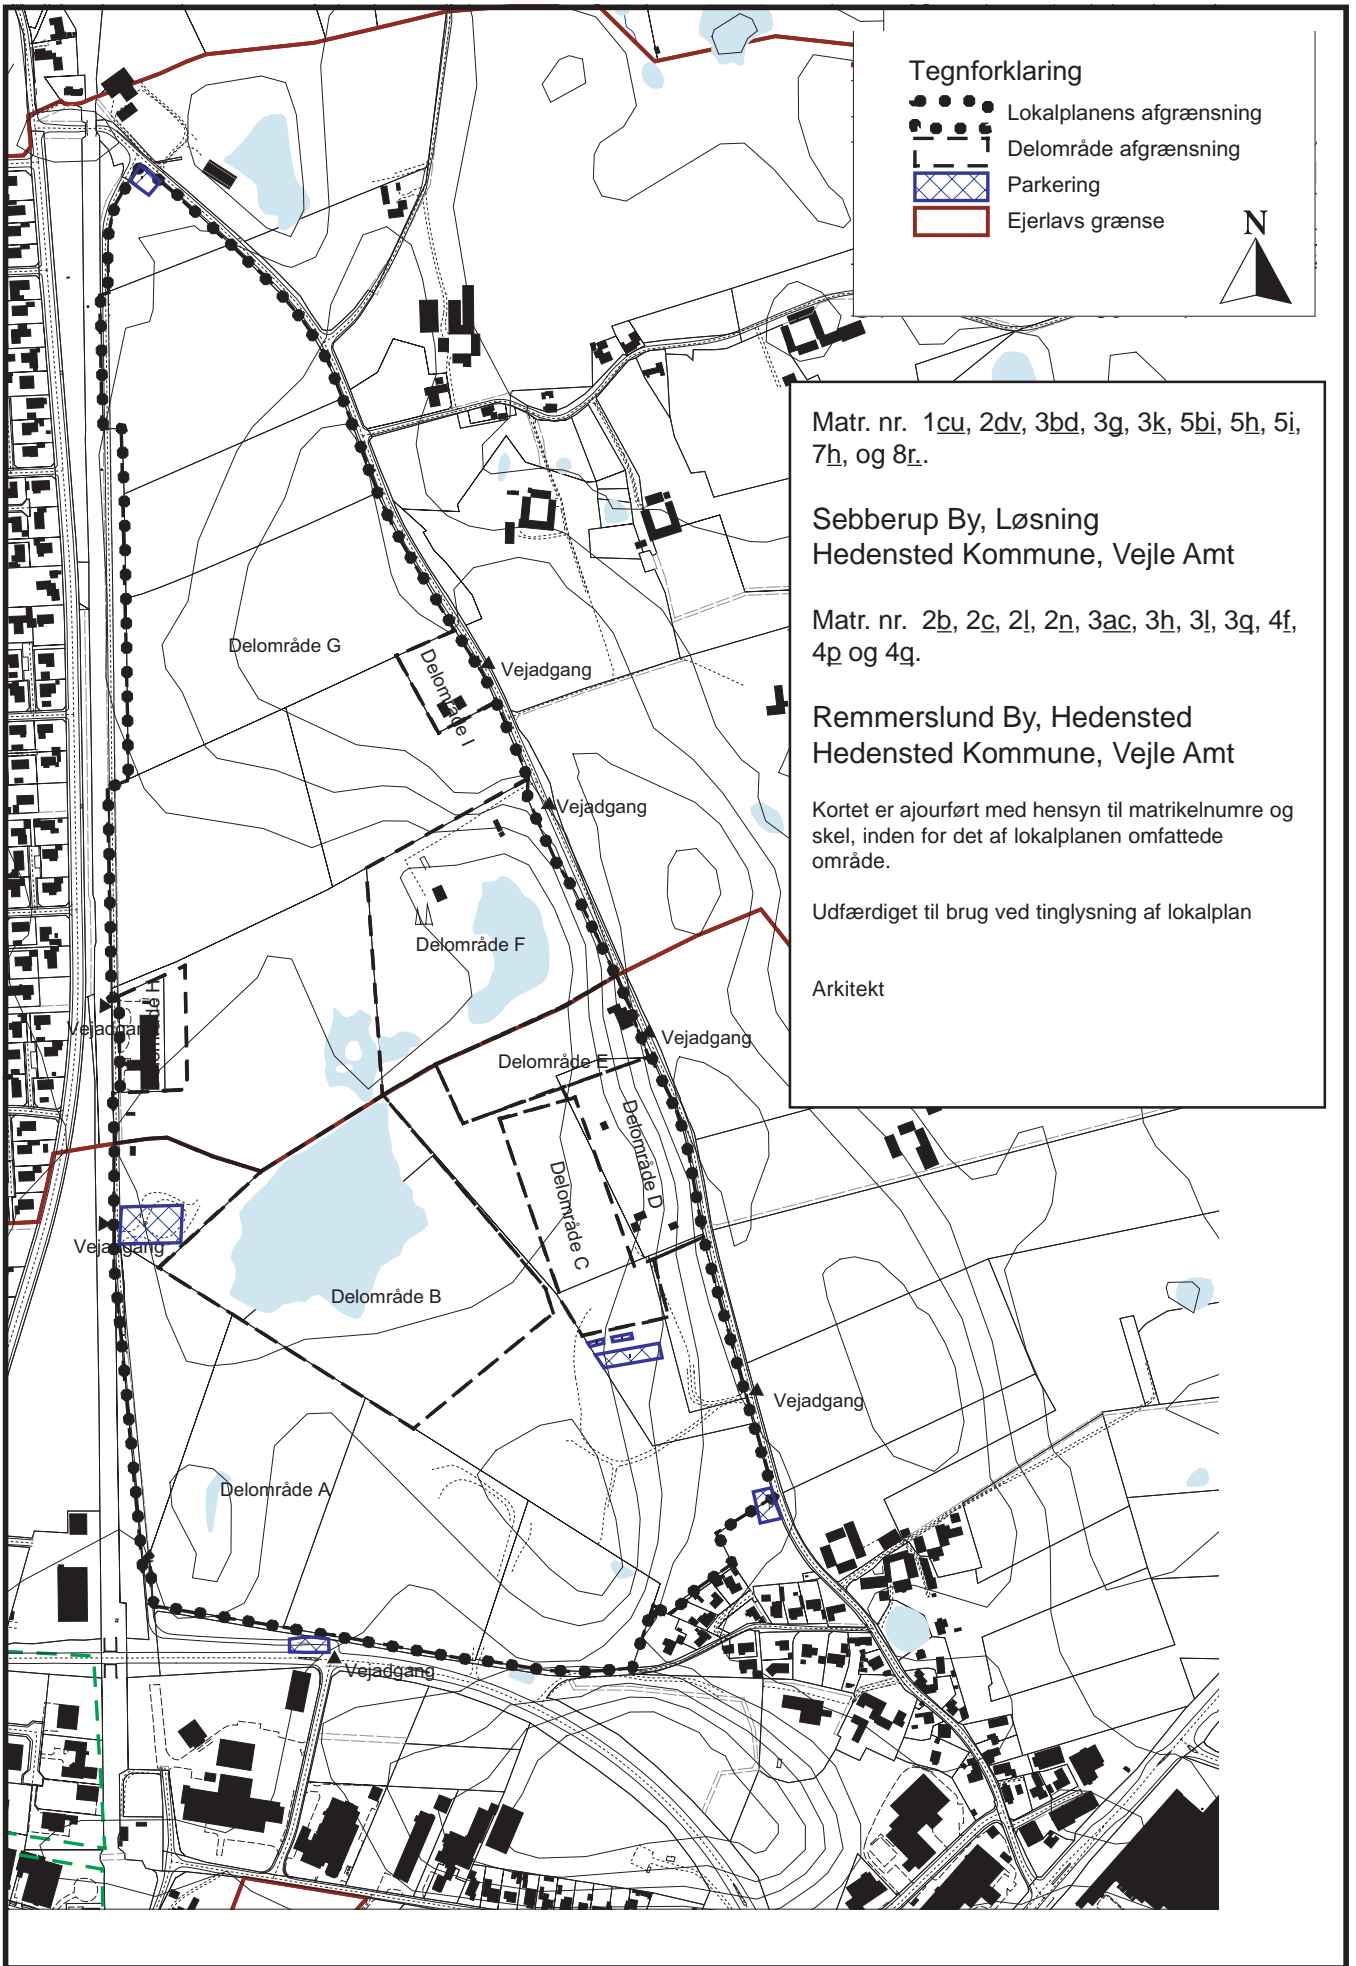 Tegnforklaring
Lokalplanens afgrænsning
Delområde afgrænsning
Parkering
Ejerlavs grænse
N
Matr. nr. 1cu, 2dv, 3bd, 3g, 3k, 5bi, 5h, 5i,
7h, og 8r..
Sebberup By, Løsning
Hedensted Kommune, Vejle Amt
Matr. nr. 2b, 2c, 2l, 2n, 3ac, 3h, 3l, 3q, 4f,
4p og 4q.
Remmerslund By, Hedensted
Hedensted Kommune, Vejle Amt
Kortet er ajourført med hensyn til matrikelnumre og
skel, inden for det af lokalplanen omfattede
område.
Udfærdiget til brug ved tinglysning af lokalplan
Arkitekt
Delområde G
Delområde I
Vejadgang
Vejadgang
Delområde F
Delområde H
Vejadgang
Vejadgang
Delområde E
Delområde D
Delområde C
Vejadgang
Delområde B
Vejadgang
Delområde A
Vejadgang